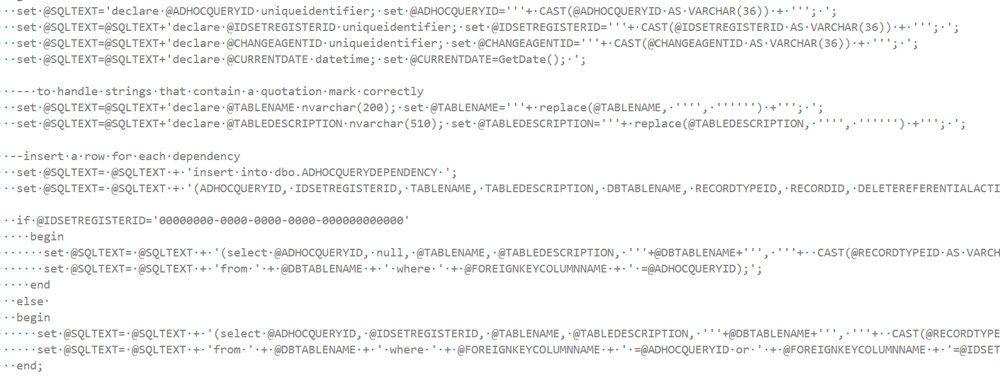 set @SQLTEXT='declare @ADHOCQUERYID uniqueidentifier; set @ADHOCQUERYID='''+ CAST(@ADHOCQUERYID AS VARCHAR(36)) + '''; ';
set @SQLTEXT=@SQLTEXT+'declare @IDSETREGISTERID uniqueidentifier; set @IDSETREGISTERID='''+ CAST(@IDSETREGISTERID AS VARCHAR(36)) + '''; ';
set @SQLTEXT=@SQLTEXT+'declare @CHANGEAGENTID uniqueidentifier; set @CHANGEAGENTID='''+ CAST(@CHANGEAGENTID AS VARCHAR(36)) + '''; ';
set @SQLTEXT=@SQLTEXT+'declare @CURRENTDATE datetime; set @CURRENTDATE=GetDate(); ';
-- to handle strings that contain a quotation mark correctly
set @SQLTEXT=@SQLTEXT+'declare @TABLENAME nvarchar(200); set @TABLENAME='''+ replace(@TABLENAME, '''', '''''') +'''; ';
set @SQLTEXT=@SQLTEXT+'declare @TABLEDESCRIPTION nvarchar(510); set @TABLEDESCRIPTION='''+ replace(@TABLEDESCRIPTION, '''', '''''') +'''; ';
--insert a row for each dependency
set @SQLTEXT= @SQLTEXT + 'insert into dbo.ADHOCQUERYDEPENDENCY ';
set @SQLTEXT= @SQLTEXT + '(ADHOCQUERYID, IDSETREGISTERID, TABLENAME, TABLEDESCRIPTION, DBTABLENAME, RECORDTYPEID, RECORDID, DELETEREFERENTIALACTI
if @IDSETREGISTERID='00000000-0000-0000-0000-000000000000'
begin
set @SQLTEXT= @SQLTEXT + '(select @ADHOCQUERYID, null, @TABLENAME, @TABLEDESCRIPTION, '''+@DBTABLENAME+''', '''+  CAST(@RECORDTYPEID AS VARCH
set @SQLTEXT= @SQLTEXT + 'from ' + @DBTABLENAME + ' where ' + @FOREIGNKEYCOLUMNNAME + ' =@ADHOCQUERYID);';
end
else
begin
set @SQLTEXT= @SQLTEXT + '(select @ADHOCQUERYID, @IDSETREGISTERID, @TABLENAME, @TABLEDESCRIPTION, '''+@DBTABLENAME+''', '''+  CAST(@RECORDTYPE
set @SQLTEXT= @SQLTEXT + 'from ' + @DBTABLENAME + ' where ' + @FOREIGNKEYCOLUMNNAME + ' =@ADHOCQUERYID or ' + @FOREIGNKEYCOLUMNNAME + '=@IDSET
end;